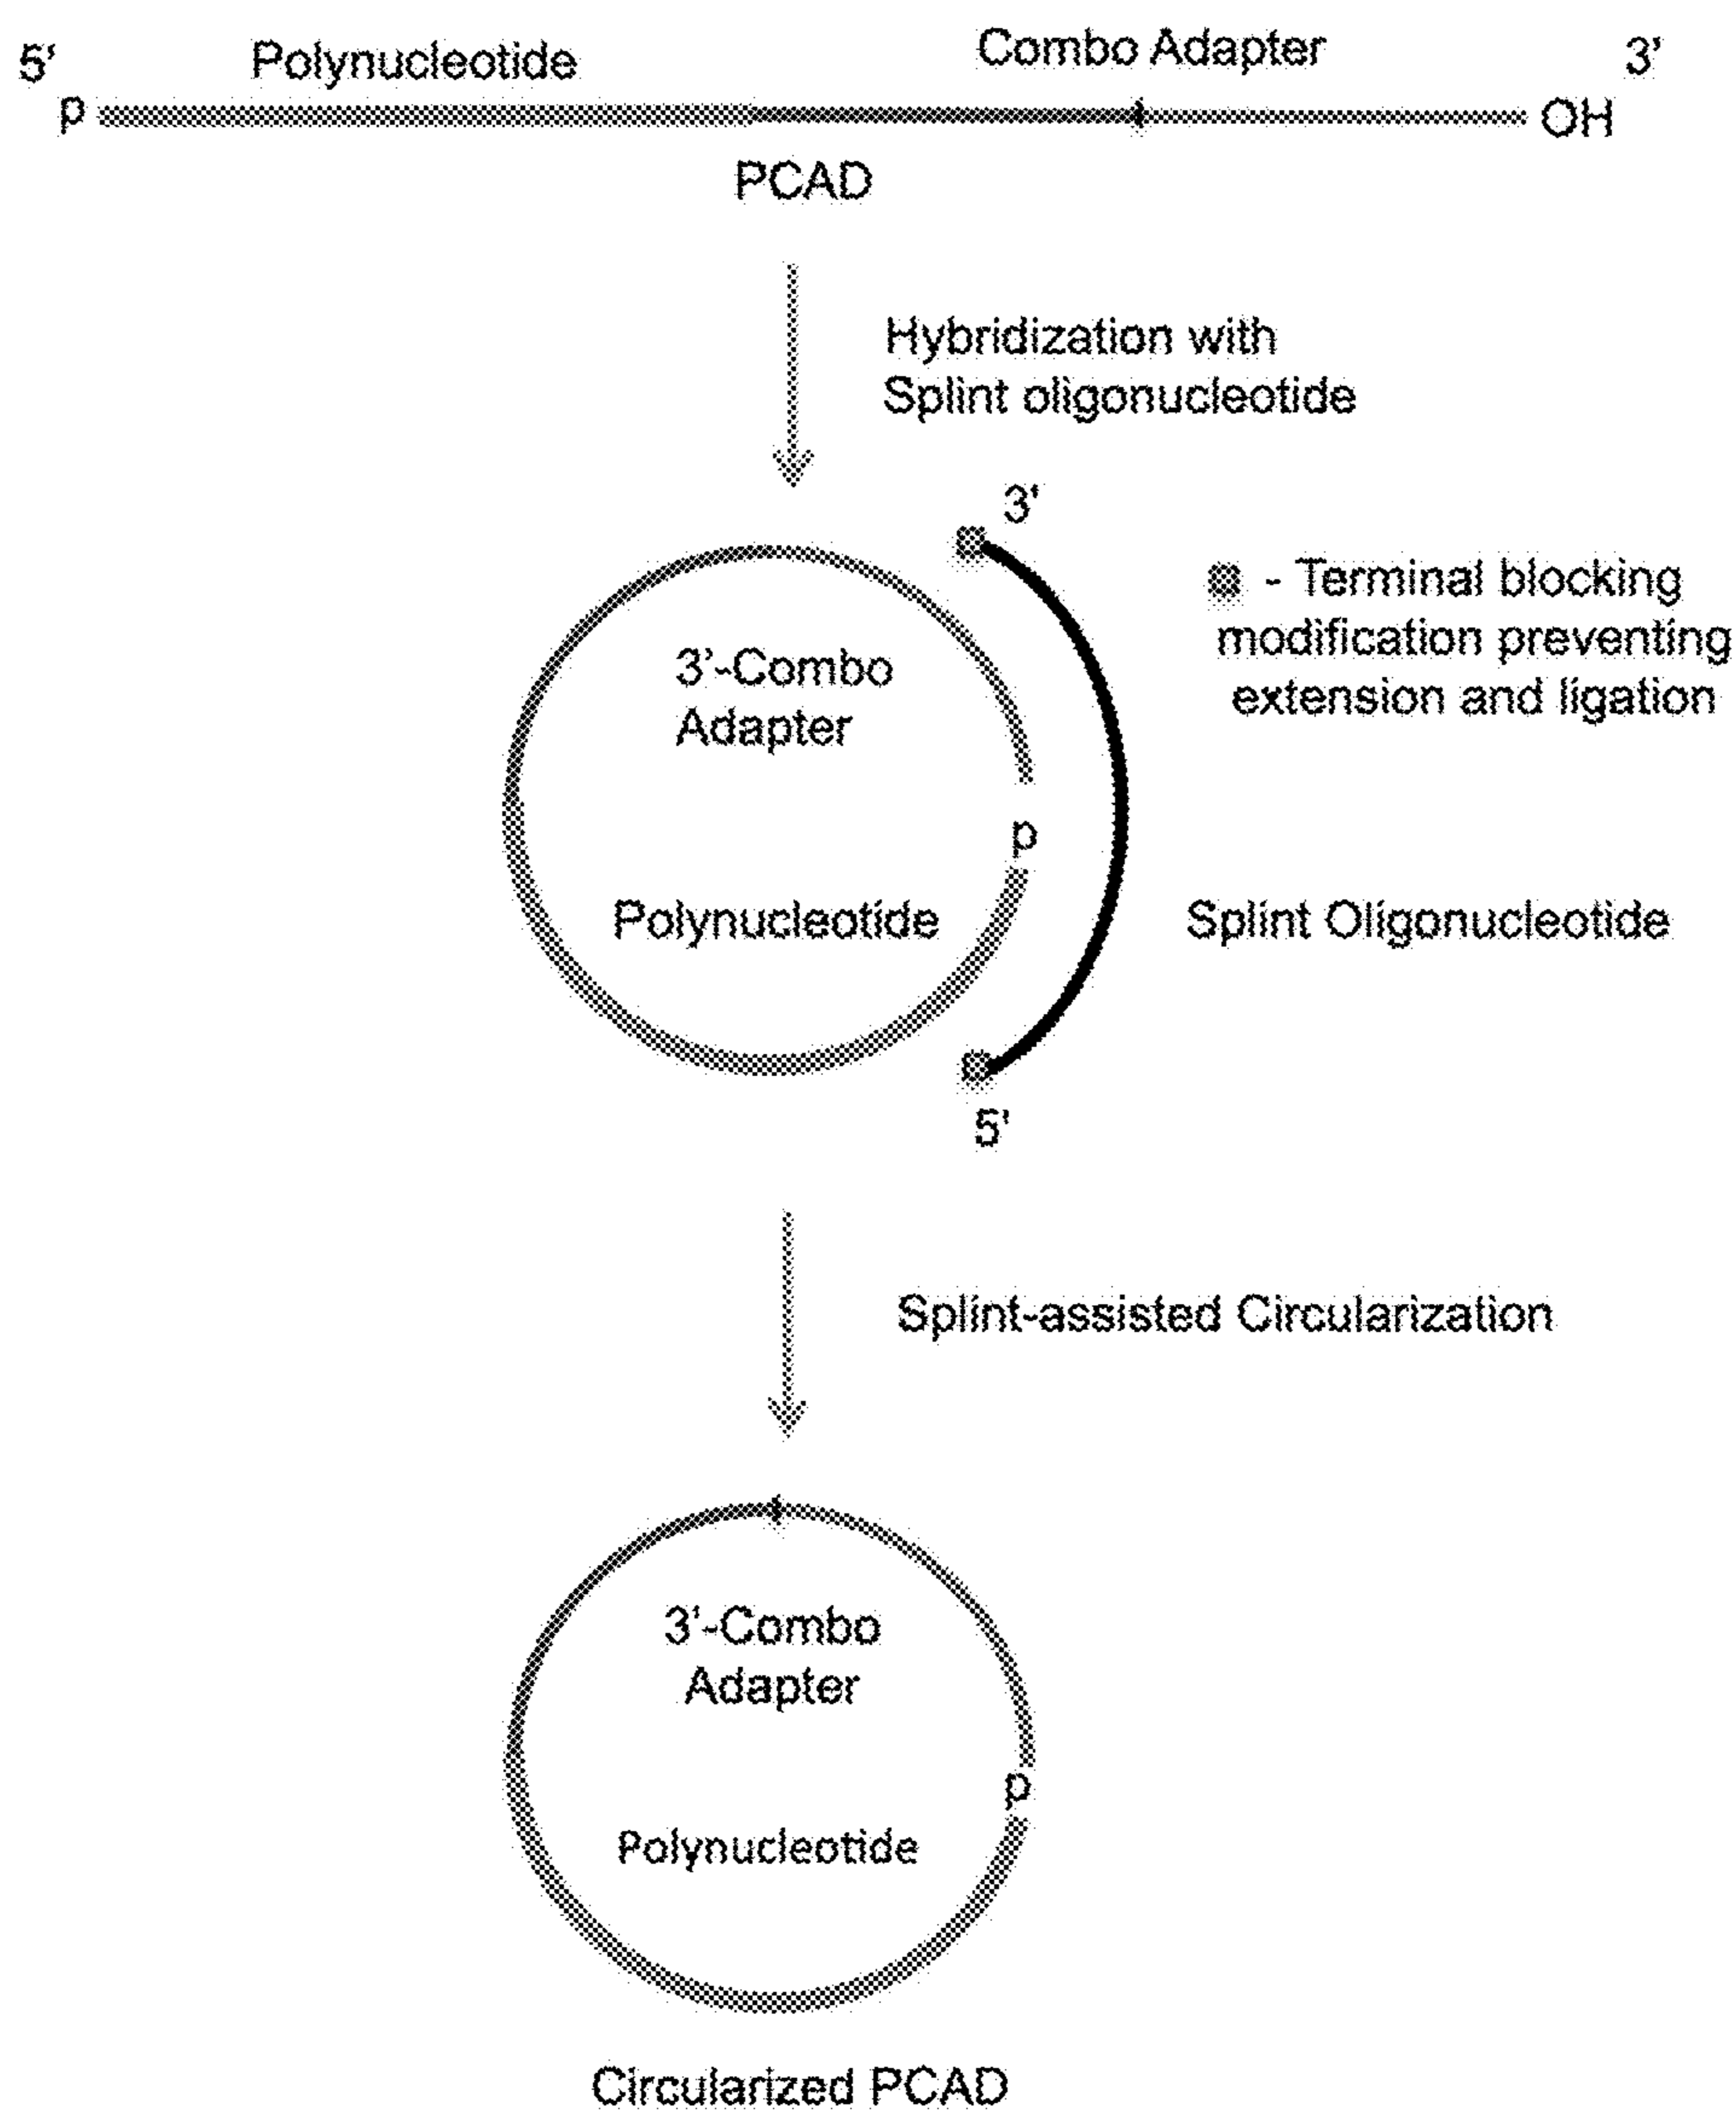 5' Polynucleotide Combo Adapter 3'
p OH
PCAD
Hybridization with
Splint oligonucleotide
3'
- Terminal blocking
modification preventing
extension and ligation
3'-Combo
Adapter
p
Polynucleotide
Splint Oligonucleotide
5'
Splint-assisted Circularization
3'-Combo
Adapter
p
Polynucleotide
Circularized PCAD